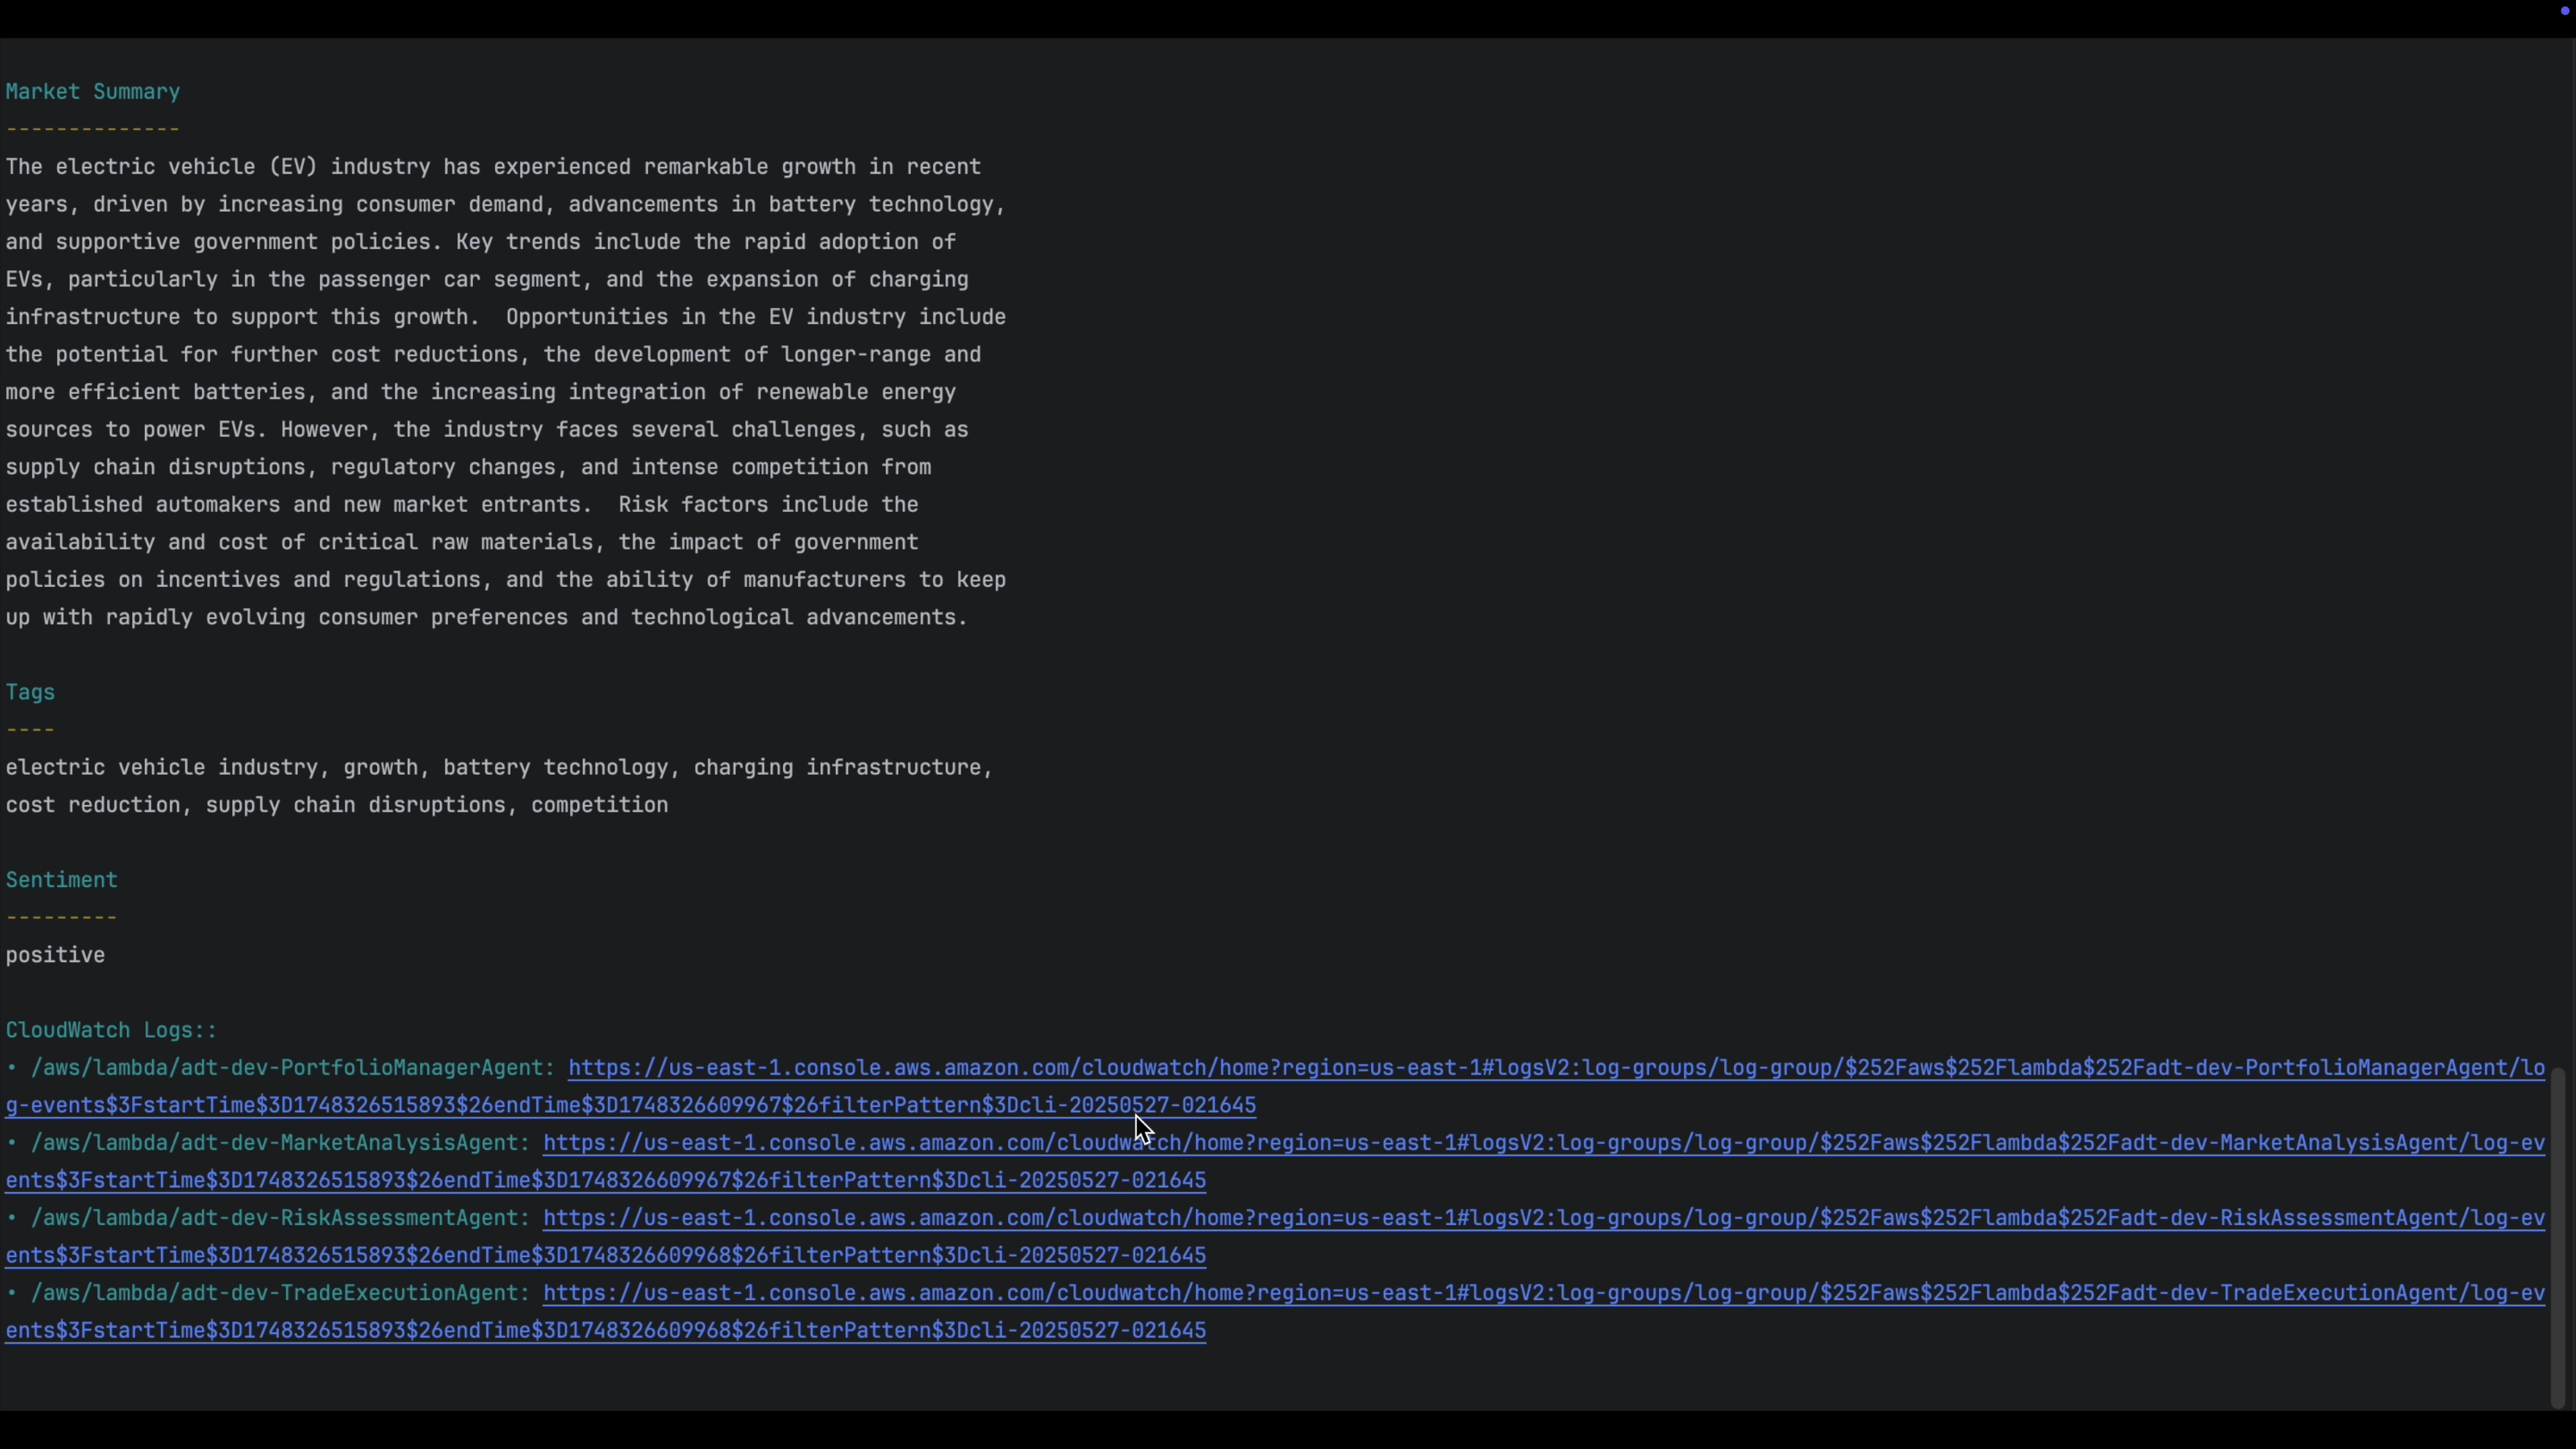 Market Summary
--------------
The electric vehicle (EV) industry has experienced remarkable growth in recent
years, driven by increasing consumer demand, advancements in battery technology,
and supportive government policies. Key trends include the rapid adoption of
EVs, particularly in the passenger car segment, and the expansion of charging
infrastructure to support this growth.  Opportunities in the EV industry include
the potential for further cost reductions, the development of longer-range and
more efficient batteries, and the increasing integration of renewable energy
sources to power EVs. However, the industry faces several challenges, such as
supply chain disruptions, regulatory changes, and intense competition from
established automakers and new market entrants.  Risk factors include the
availability and cost of critical raw materials, the impact of government
policies on incentives and regulations, and the ability of manufacturers to keep
up with rapidly evolving consumer preferences and technological advancements.
Tags
----
electric vehicle industry, growth, battery technology, charging infrastructure,
cost reduction, supply chain disruptions, competition
Sentiment
---------
positive
CloudWatch Logs::
• /aws/lambda/adt-dev-PortfolioManagerAgent: https://us-east-1.console.aws.amazon.com/cloudwatch/home?region=us-east-1#logsV2:log-groups/log-group/$252Faws$252Flambda$252Fadt-dev-PortfolioManagerAgent/lo
g-events$3FstartTime$3D1748326515893$26endTime$3D1748326609967$26filterPattern$3Dcli-20250527-021645
• /aws/lambda/adt-dev-MarketAnalysisAgent: https://us-east-1.console.aws.amazon.com/cloudwatch/home?region=us-east-1#logsV2:log-groups/log-group/$252Faws$252Flambda$252Fadt-dev-MarketAnalysisAgent/log-ev
ents$3FstartTime$3D1748326515893$26endTime$3D1748326609967$26filterPattern$3Dcli-20250527-021645
• /aws/lambda/adt-dev-RiskAssessmentAgent: https://us-east-1.console.aws.amazon.com/cloudwatch/home?region=us-east-1#logsV2:log-groups/log-group/$252Faws$252Flambda$252Fadt-dev-RiskAssessmentAgent/log-ev
ents$3FstartTime$3D1748326515893$26endTime$3D1748326609968$26filterPattern$3Dcli-20250527-021645
• /aws/lambda/adt-dev-TradeExecutionAgent: https://us-east-1.console.aws.amazon.com/cloudwatch/home?region=us-east-1#logsV2:log-groups/log-group/$252Faws$252Flambda$252Fadt-dev-TradeExecutionAgent/log-ev
ents$3FstartTime$3D1748326515893$26endTime$3D1748326609968$26filterPattern$3Dcli-20250527-021645